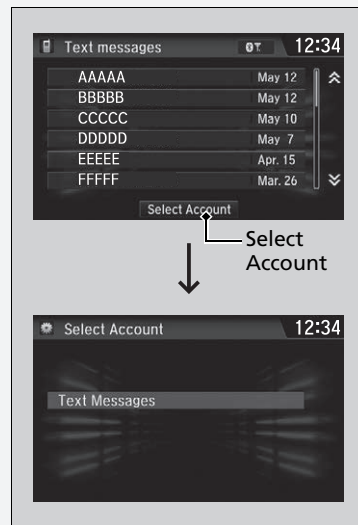 Text messages 12:34
AAAAA May 12
BBBBB May 12
CCCCC May 10
DDDDD May 7
EEEEE Apr. 15
FFFFF Mar. 26
Select Account
Select
Account
Select Account 12:34
Text Messages